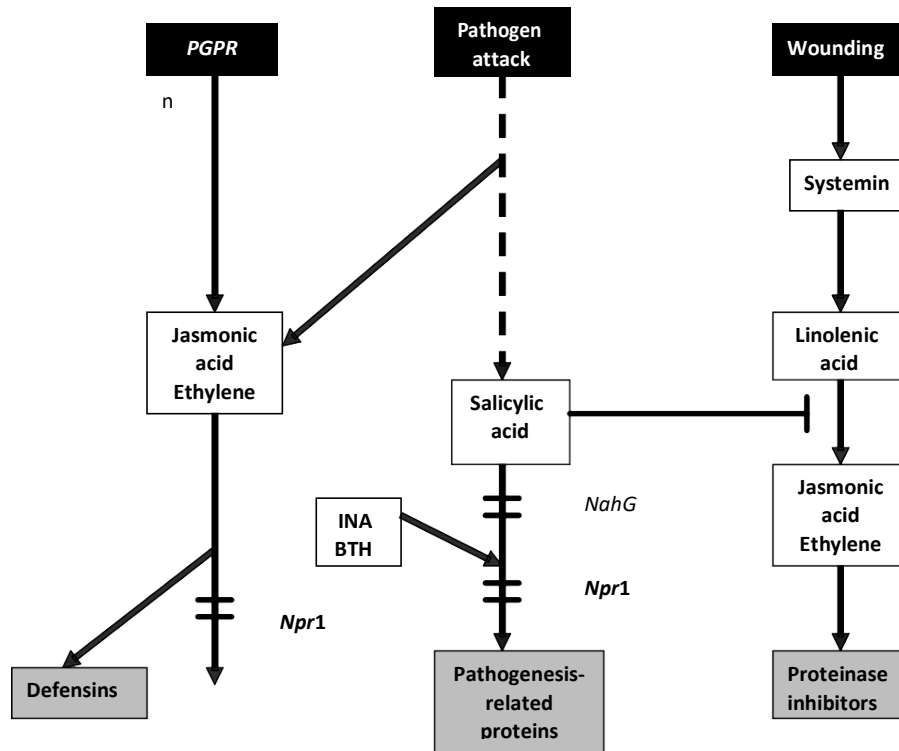 PGPR
Pathogen
attack
Wounding
n
Systemin
Jasmonic
acid
Ethylene
Linolenic
acid
Salicylic
acid
INA
BTH
NahG
Jasmonic
acid
Ethylene
Npr1
Npr1
Defensins
Pathogenesis-
related
proteins
Proteinase
inhibitors